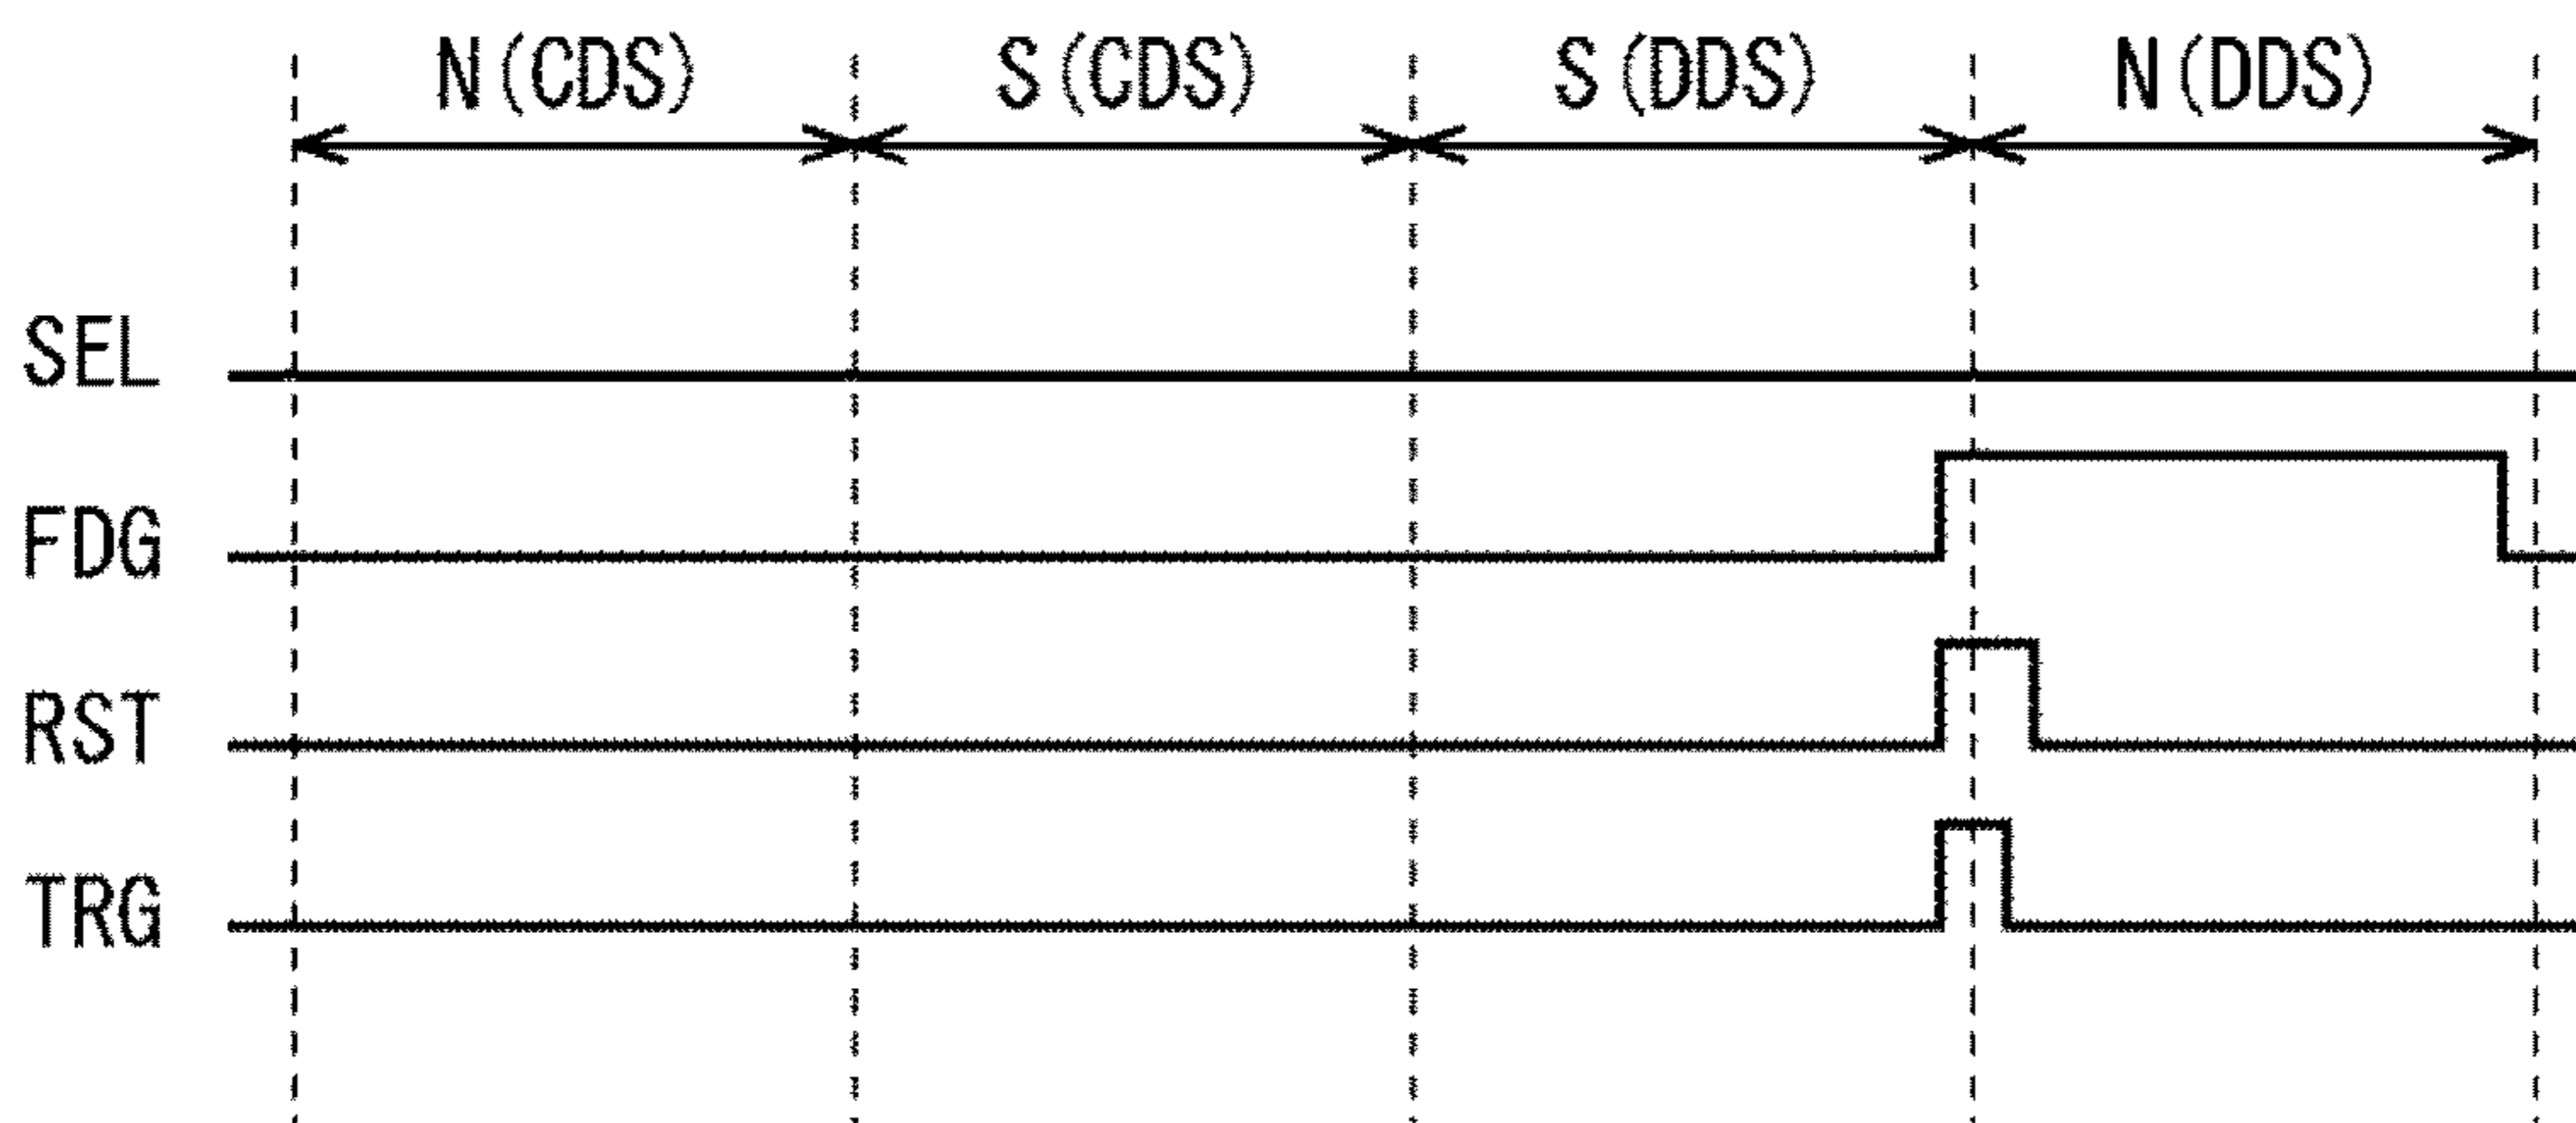 N(CDS) S(CDS) S(DDS) N(DDS)
SEL
FDG
RST
TRG